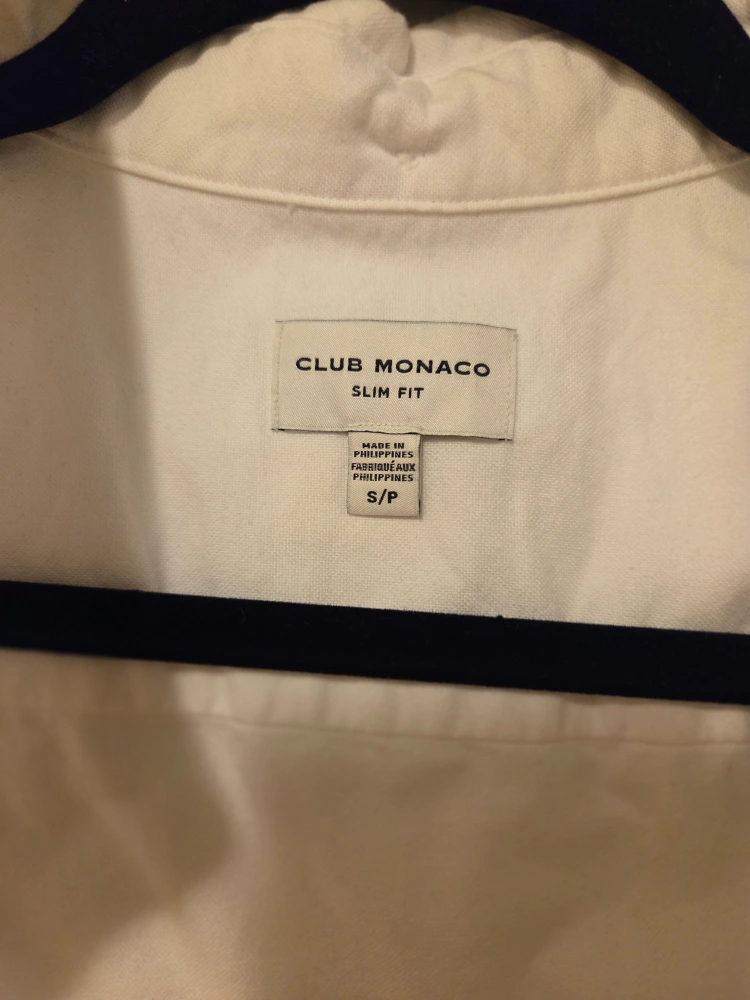 CLUB MONACO
SLIM FIT
MADE IN
PHILIPPINES
FABRIQUÉ AUX
PHILIPPINES
S/P